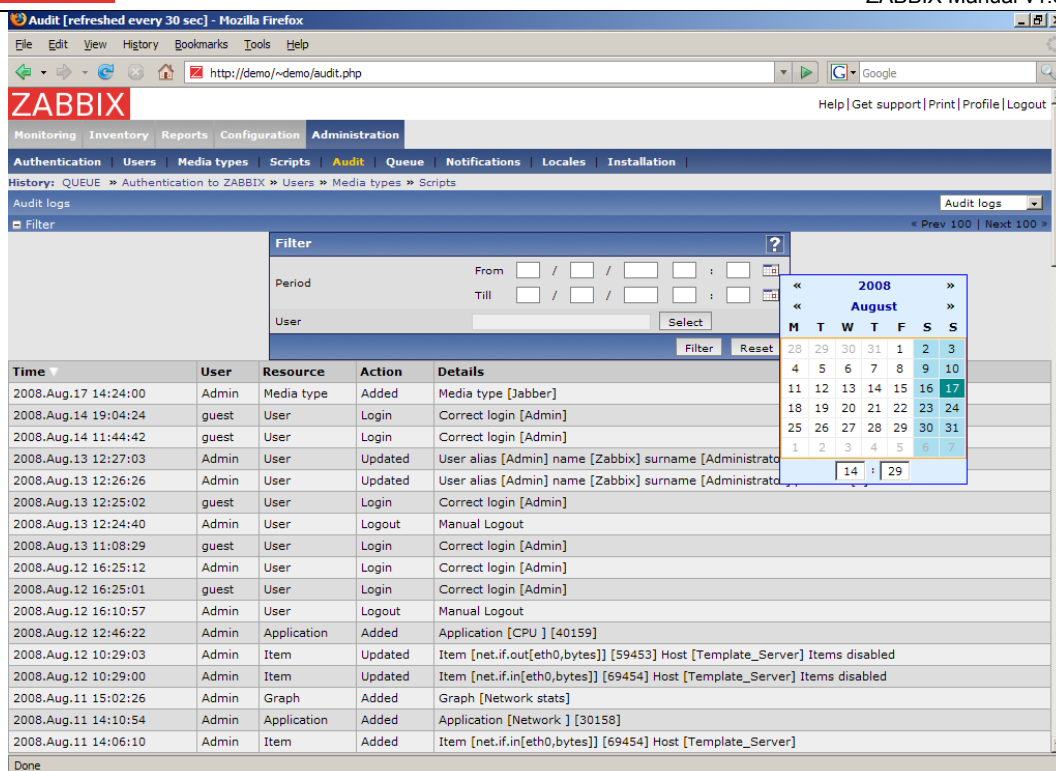 ZABBIX Manual v1.
Audit [refreshed every 30 sec] - Mozilla Firefox
File Edit View History Bookmarks Tools Help
http://demo/~demo/audit.php
G Google
ZABBIX
Help|Get support|Print|Profile|Logout
Monitoring Inventory Reports Configuration Administration
Authentication | Users | Media types | Scripts | Audit | Queue | Notifications | Locales | Installation |
History: QUEUE » Authentication to ZABBIX » Users » Media types » Scripts
Audit logs
Audit logs
Filter
« Prev 100 | Next 100 »
Filter ?
Period
From / / :
Till / / :
User Select
Filter Reset
« 2008 »
« August »
M T W T F S S
28 29 30 31 1 2 3
4 5 6 7 8 9 10
11 12 13 14 15 16 17
18 19 20 21 22 23 24
25 26 27 28 29 30 31
1 2 3 4 5 6 7
14 : 29
Time User Resource Action Details
2008.Aug.17 14:24:00 Admin Media type Added Media type [Jabber]
2008.Aug.14 19:04:24 guest User Login Correct login [Admin]
2008.Aug.14 11:44:42 guest User Login Correct login [Admin]
2008.Aug.13 12:27:03 Admin User Updated User alias [Admin] name [Zabbix] surname [Administrato
2008.Aug.13 12:26:26 Admin User Updated User alias [Admin] name [Zabbix] surname [Administrato
2008.Aug.13 12:25:02 guest User Login Correct login [Admin]
2008.Aug.13 12:24:40 Admin User Logout Manual Logout
2008.Aug.13 11:08:29 guest User Login Correct login [Admin]
2008.Aug.12 16:25:12 Admin User Login Correct login [Admin]
2008.Aug.12 16:25:01 guest User Login Correct login [Admin]
2008.Aug.12 16:10:57 Admin User Logout Manual Logout
2008.Aug.12 12:46:22 Admin Application Added Application [CPU ] [40159]
2008.Aug.12 10:29:03 Admin Item Updated Item [net.if.out[eth0,bytes]] [59453] Host [Template_Server] Items disabled
2008.Aug.12 10:29:00 Admin Item Updated Item [net.if.in[eth0,bytes]] [69454] Host [Template_Server] Items disabled
2008.Aug.11 15:02:26 Admin Graph Added Graph [Network stats]
2008.Aug.11 14:10:54 Admin Application Added Application [Network ] [30158]
2008.Aug.11 14:06:10 Admin Item Added Item [net.if.in[eth0,bytes]] [69454] Host [Template_Server]
Done